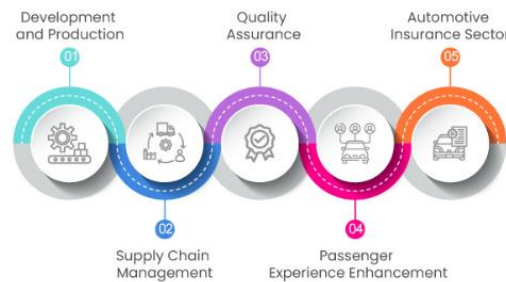 Development
and Production
01
Supply Chain
Management
02
Quality
Assurance
03
Passenger
Experience Enhancement
04
Automotive
Insurance Sector
05